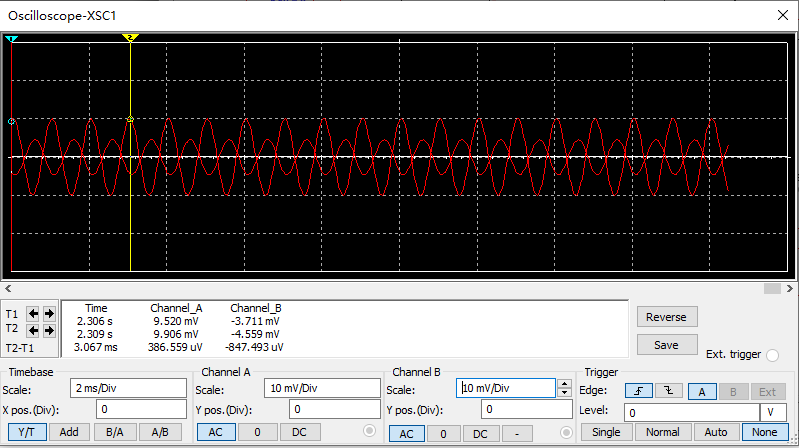 Oscilloscope-XSC1
1
2
T1
T2
T2-T1
Time Channel_A Channel_B
2.306 s 9.520 mV -3.711 mV
2.309 s 9.906 mV -4.559 mV
3.067 ms 386.559 uV -847.493 uV
Reverse
Save
Ext. trigger
Timebase
Scale: 2 ms/Div
X pos.(Div): 0
Y/T Add B/A A/B
Channel A
Scale: 10 mV/Div
Y pos.(Div): 0
AC 0 DC
Channel B
Scale: 10 mV/Div
Y pos.(Div): 0
AC 0 DC -
Trigger
Edge: A B Ext
Level: 0 V
Single Normal Auto None